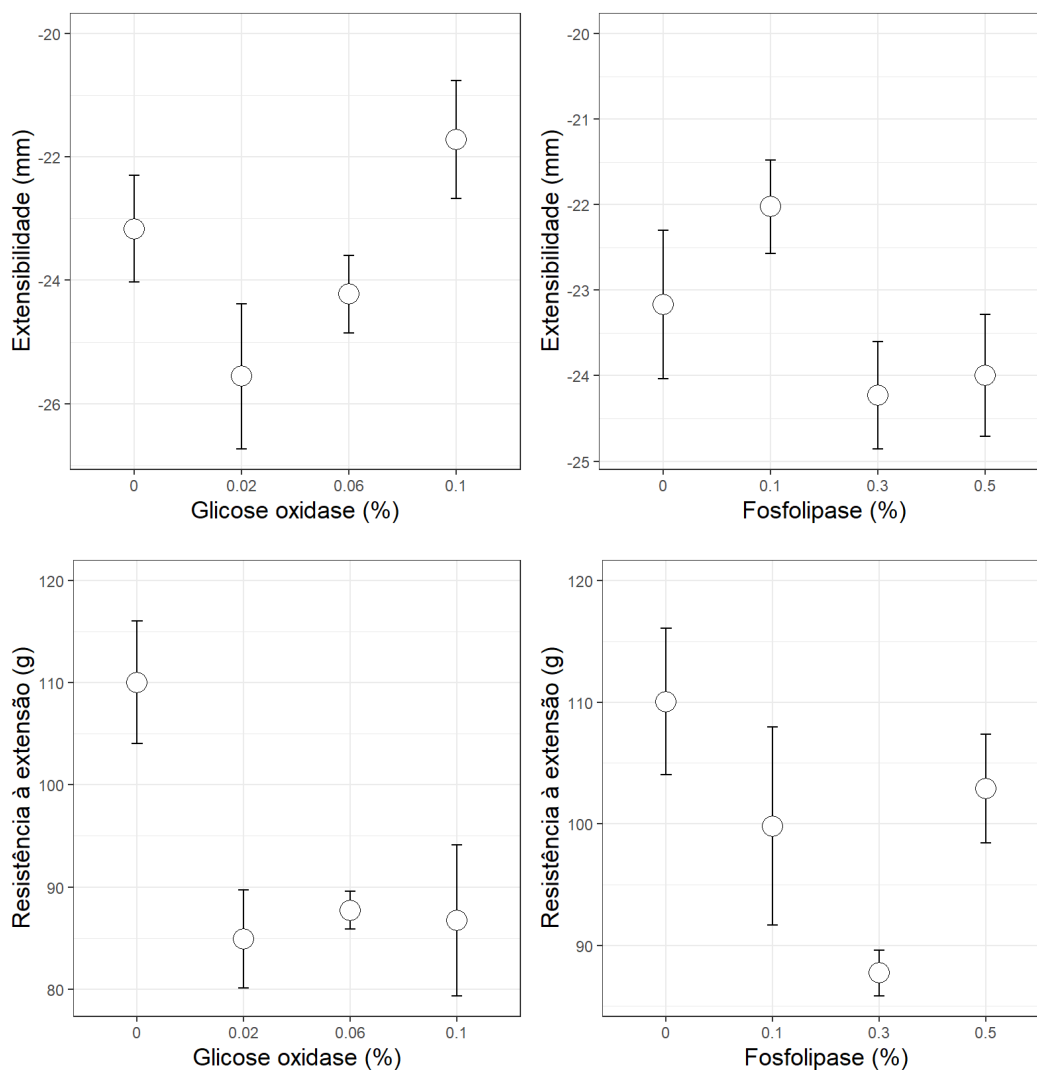 Extensibilidade (mm)
-20
-22
-24
-26
0 0.02 0.06 0.1
Glicose oxidase (%)
Extensibilidade (mm)
-20
-21
-22
-23
-24
-25
0 0.1 0.3 0.5
Fosfolipase (%)
Resistência à extensão (g)
120
110
100
90
80
0 0.02 0.06 0.1
Glicose oxidase (%)
Resistência à extensão (g)
120
110
100
90
0 0.1 0.3 0.5
Fosfolipase (%)